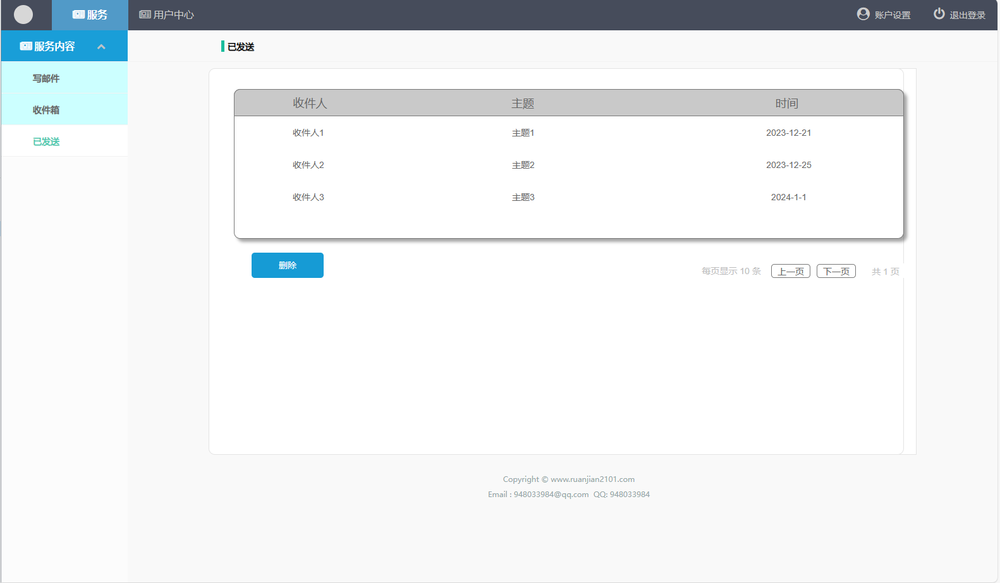 服务 用户中心 账户设置 退出登录
服务内容
写邮件
收件箱
已发送
已发送
收件人 主题 时间
收件人1 主题1 2023-12-21
收件人2 主题2 2023-12-25
收件人3 主题3 2024-1-1
删除
每页显示 10 条 上一页 下一页 共 1 页
Copyright © www.ruanjian2101.com
Email : 948033984@qq.com QQ: 948033984